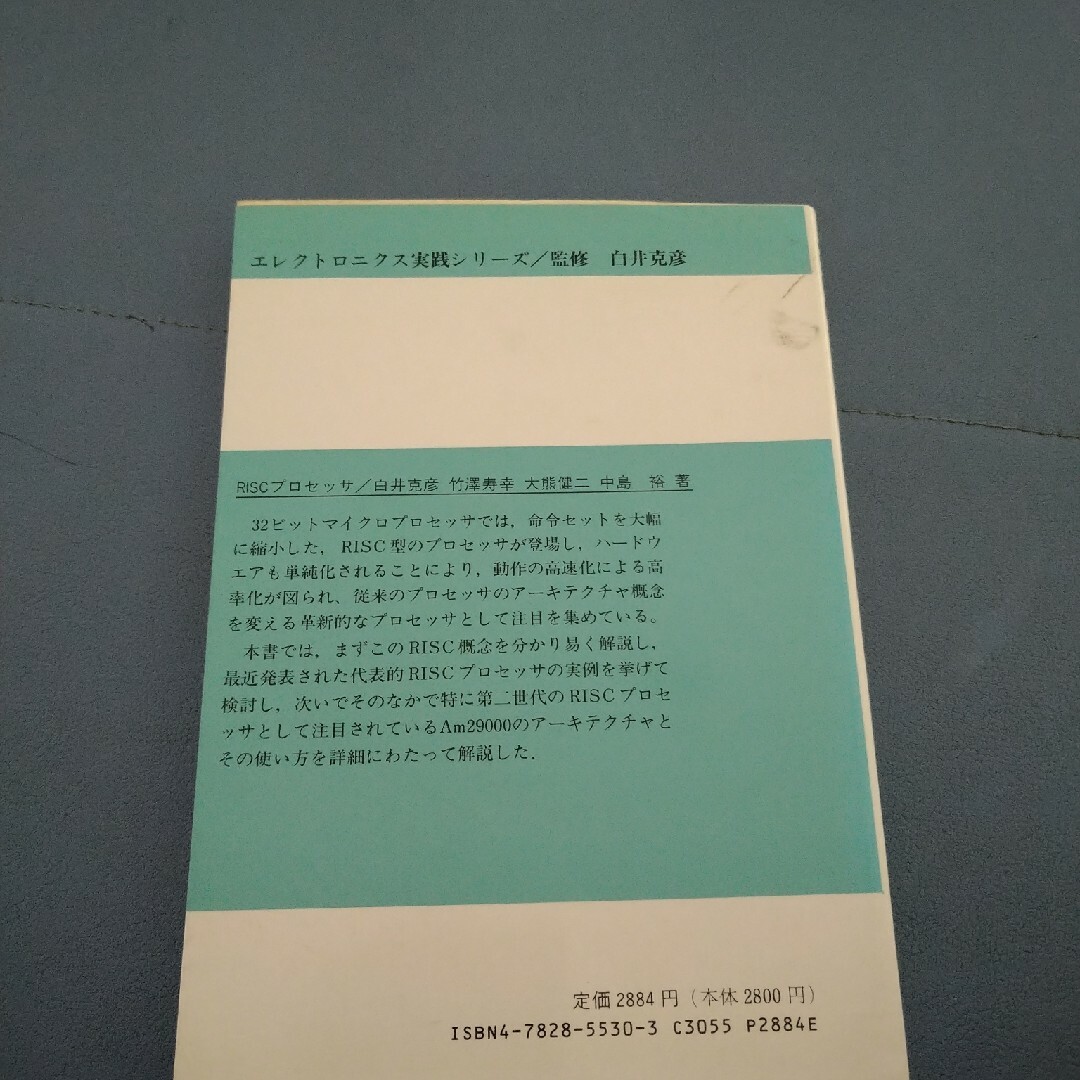 エレクトロニクス実践シリーズ/監修 白井克彦
RISCプロセッサ/白井克彦 竹澤寿幸 大熊健二 中島 裕 著
32ビットマイクロプロセッサでは,命令セットを大幅
に縮小した,RISC型のプロセッサが登場し,ハードウ
エアも単純化されることにより,動作の高速化による高
率化が図られ、従来のプロセッサのアーキテクチャ概念
を変える革新的なプロセッサとして注目を集めている。
本書では,まずこのRISC概念を分かり易く解説し,
最近発表された代表的RISCプロセッサの実例を挙げて
検討し,次いでそのなかで特に第二世代のRISCプロセ
ッサとして注目されているAm29000のアーキテクチャと
その使い方を詳細にわたって解説した.
定価2884円(本体2800円)
ISBN4-7828-5530-3 C3055 P2884E